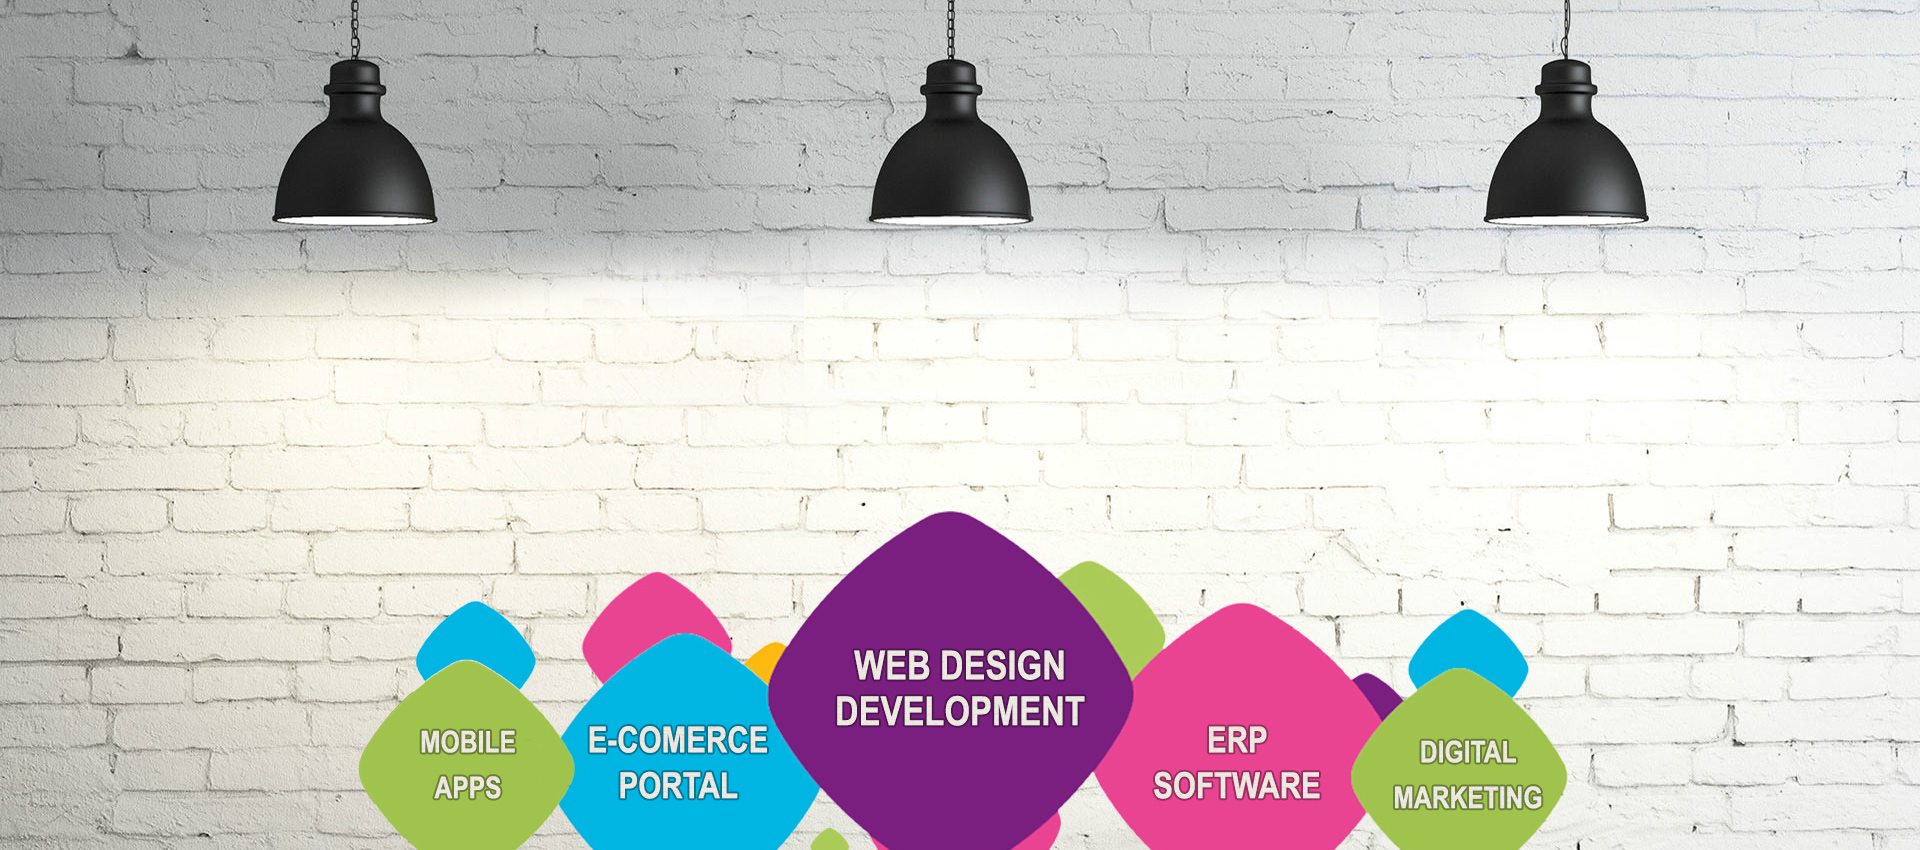 MOBILE
APPS
E-COMERCE
PORTAL
WEB DESIGN
DEVELOPMENT
ERP
SOFTWARE
DIGITAL
MARKETING